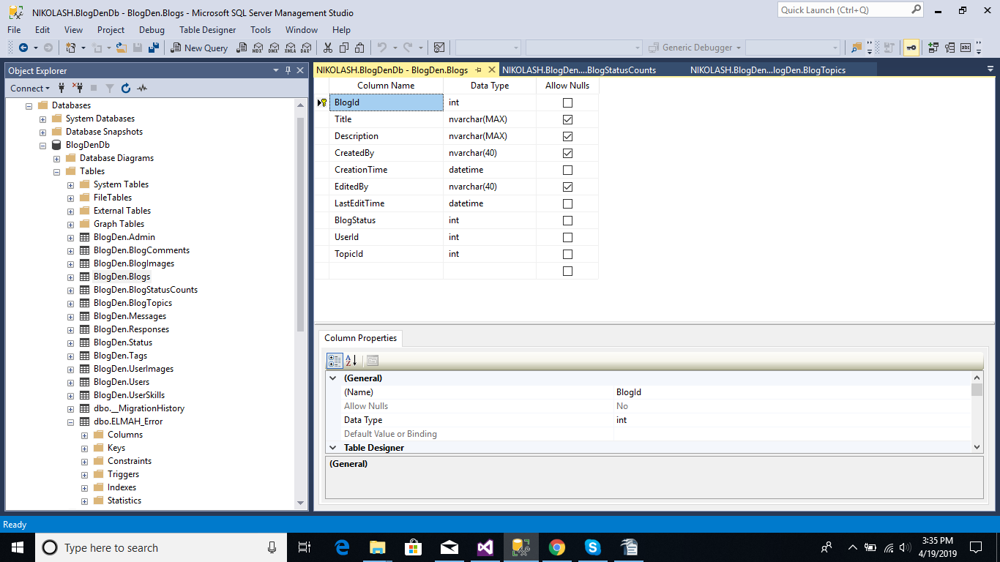 NIKOLASH.BlogDenDb - BlogDen.Blogs - Microsoft SQL Server Management Studio
Quick Launch (Ctrl+Q)
File Edit View Project Debug Table Designer Tools Window Help
New Query MDX DMX XMLA DAX Generic Debugger
Object Explorer
NIKOLASH.BlogDenDb - BlogDen.Blogs NIKOLASH.BlogDen....BlogStatusCounts NIKOLASH.BlogDen...logDen.BlogTopics
Connect
Databases
System Databases
Database Snapshots
BlogDenDb
Database Diagrams
Tables
System Tables
FileTables
External Tables
Graph Tables
BlogDen.Admin
BlogDen.BlogComments
BlogDen.BlogImages
BlogDen.Blogs
BlogDen.BlogStatusCounts
BlogDen.BlogTopics
BlogDen.Messages
BlogDen.Responses
BlogDen.Status
BlogDen.Tags
BlogDen.UserImages
BlogDen.Users
BlogDen.UserSkills
dbo.__MigrationHistory
dbo.ELMAH_Error
Columns
Keys
Constraints
Triggers
Indexes
Statistics
Column Name Data Type Allow Nulls
BlogId int
Title nvarchar(MAX)
Description nvarchar(MAX)
CreatedBy nvarchar(40)
CreationTime datetime
EditedBy nvarchar(40)
LastEditTime datetime
BlogStatus int
UserId int
TopicId int
Column Properties
(General)
(Name) BlogId
Allow Nulls No
Data Type int
Default Value or Binding
Table Designer
(General)
Ready
Type here to search
3:35 PM
4/19/2019